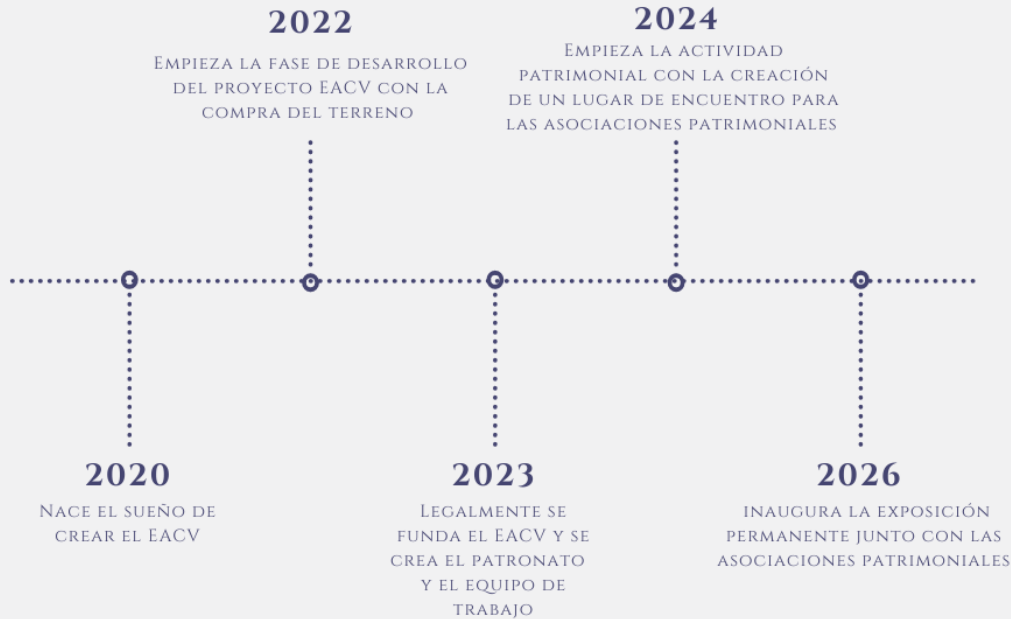 2022
Empieza la fase de desarrollo
del proyecto EACV con la
compra del terreno
2024
Empieza la actividad
patrimonial con la creación
de un lugar de encuentro para
las asociaciones patrimoniales
2020
Nace el sueño de
crear el EACV
2023
Legalmente se
funda el EACV y se
crea el patronato
y el equipo de
trabajo
2026
inaugura la exposición
permanente junto con las
asociaciones patrimoniales